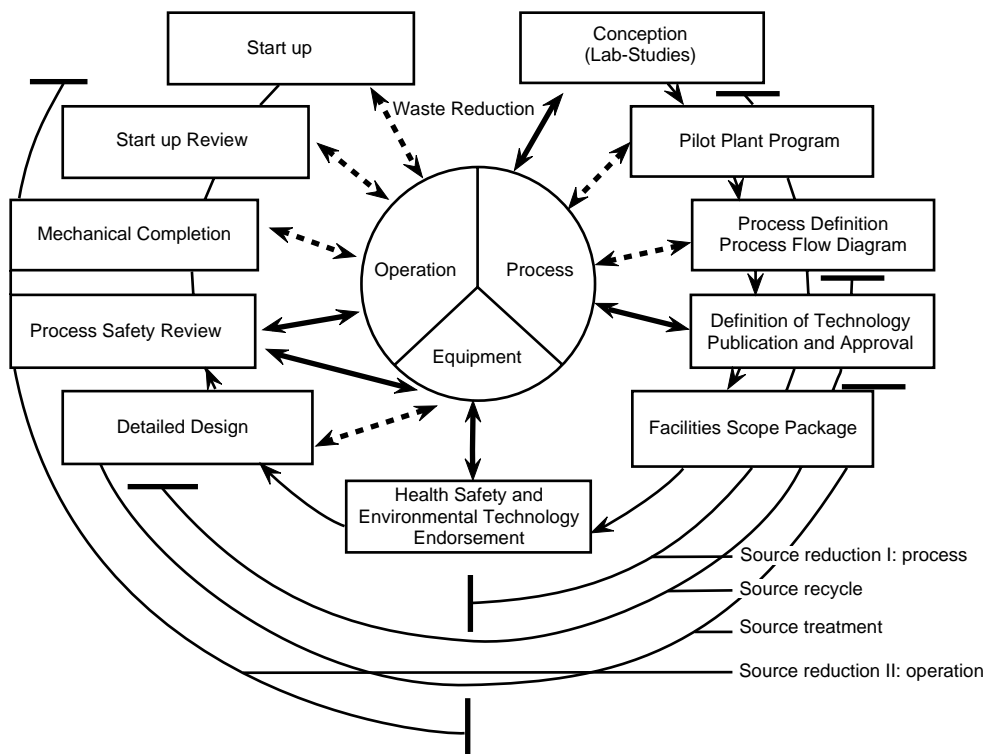 Start up
Conception
(Lab-Studies)
Waste Reduction
Start up Review
Pilot Plant Program
Mechanical Completion
Process Definition
Process Flow Diagram
Operation
Process
Process Safety Review
Definition of Technology
Publication and Approval
Equipment
Detailed Design
Facilities Scope Package
Health Safety and
Environmental Technology
Endorsement
Source reduction I: process
Source recycle
Source treatment
Source reduction II: operation